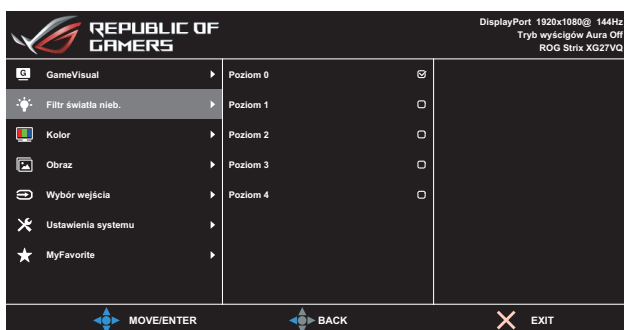 REPUBLIC OF
GAMERS
DisplayPort 1920x1080@ 144Hz
Tryb wyścigów Aura Off
ROG Strix XG27VQ
G
GameVisual
Filtr światła nieb.
Kolor
Obraz
Wybór wejścia
Ustawienia systemu
MyFavorite
Poziom 0
Poziom 1
Poziom 2
Poziom 3
Poziom 4
MOVE/ENTER
BACK
EXIT